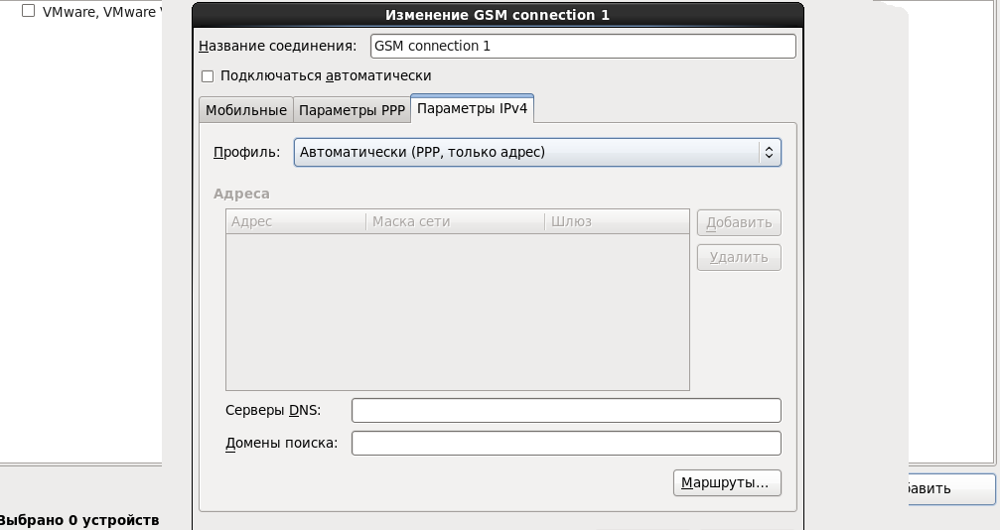 VMware, VMware
Изменение GSM connection 1
Название соединения: GSM connection 1
Подключаться автоматически
Мобильные Параметры PPP Параметры IPv4
Профиль: Автоматически (PPP, только адрес)
Адреса
Адрес Маска сети Шлюз
Добавить
Удалить
Серверы DNS:
Домены поиска:
Маршруты...
бавить
Выбрано 0 устройств